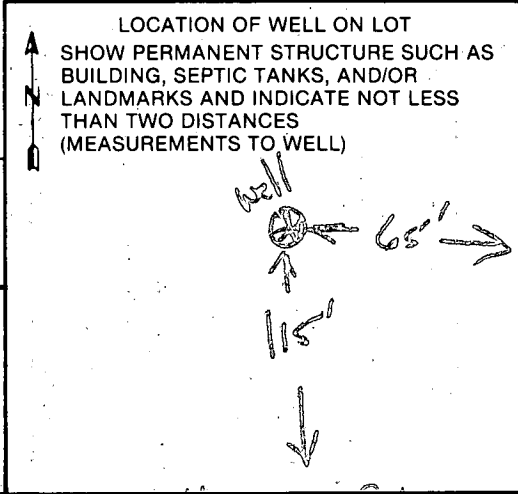 LOCATION OF WELL ON LOT
SHOW PERMANENT STRUCTURE SUCH AS
BUILDING, SEPTIC TANKS, AND/OR
N LANDMARKS AND INDICATE NOT LESS
THAN TWO DISTANCES
(MEASUREMENTS TO WELL)
well
65'
115'